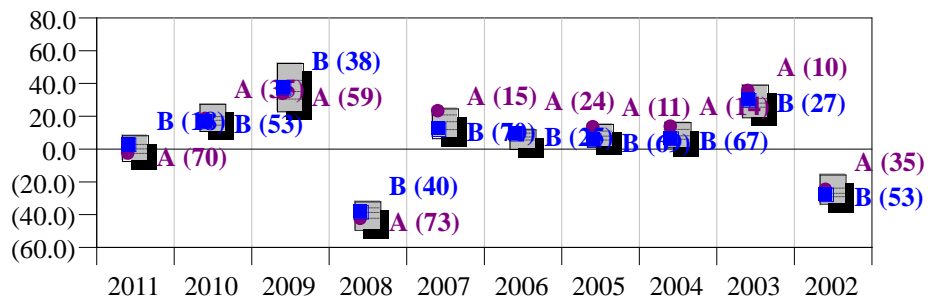 80.0
60.0
40.0
20.0
0.0
(20.0)
(40.0)
(60.0)
B
A (70)
A
B (53)
B (38)
A (59)
B (40)
A (73)
A (15)
B
A (24)
B
A (11)
B
A (14)
B (67)
A (10)
B (27)
A (35)
B (53)
2011 2010 2009 2008 2007 2006 2005 2004 2003 2002